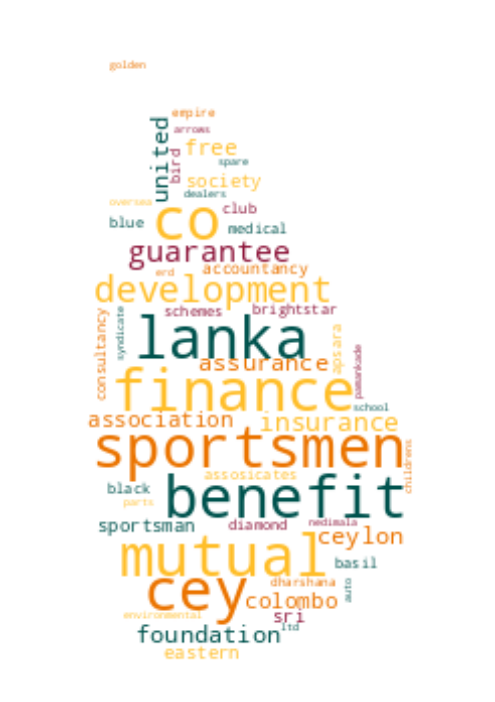 golden
empire
united
arrows
bird
free
spare
society
dealers
oversea
club
co
blue
medical
guarantee
erd
accountancy
development
schemes
brightstar
consultancy
syndicate
lanka
apsara
assurance
pamankade
finance
school
association
insurance
sportsmen
childrens
assosicates
black
benefit
parts
sportsman
diamond
nedimala
ceylon
mutual
basil
cey
dharshana
auto
colombo
environmental
sri
foundation
ltd
eastern